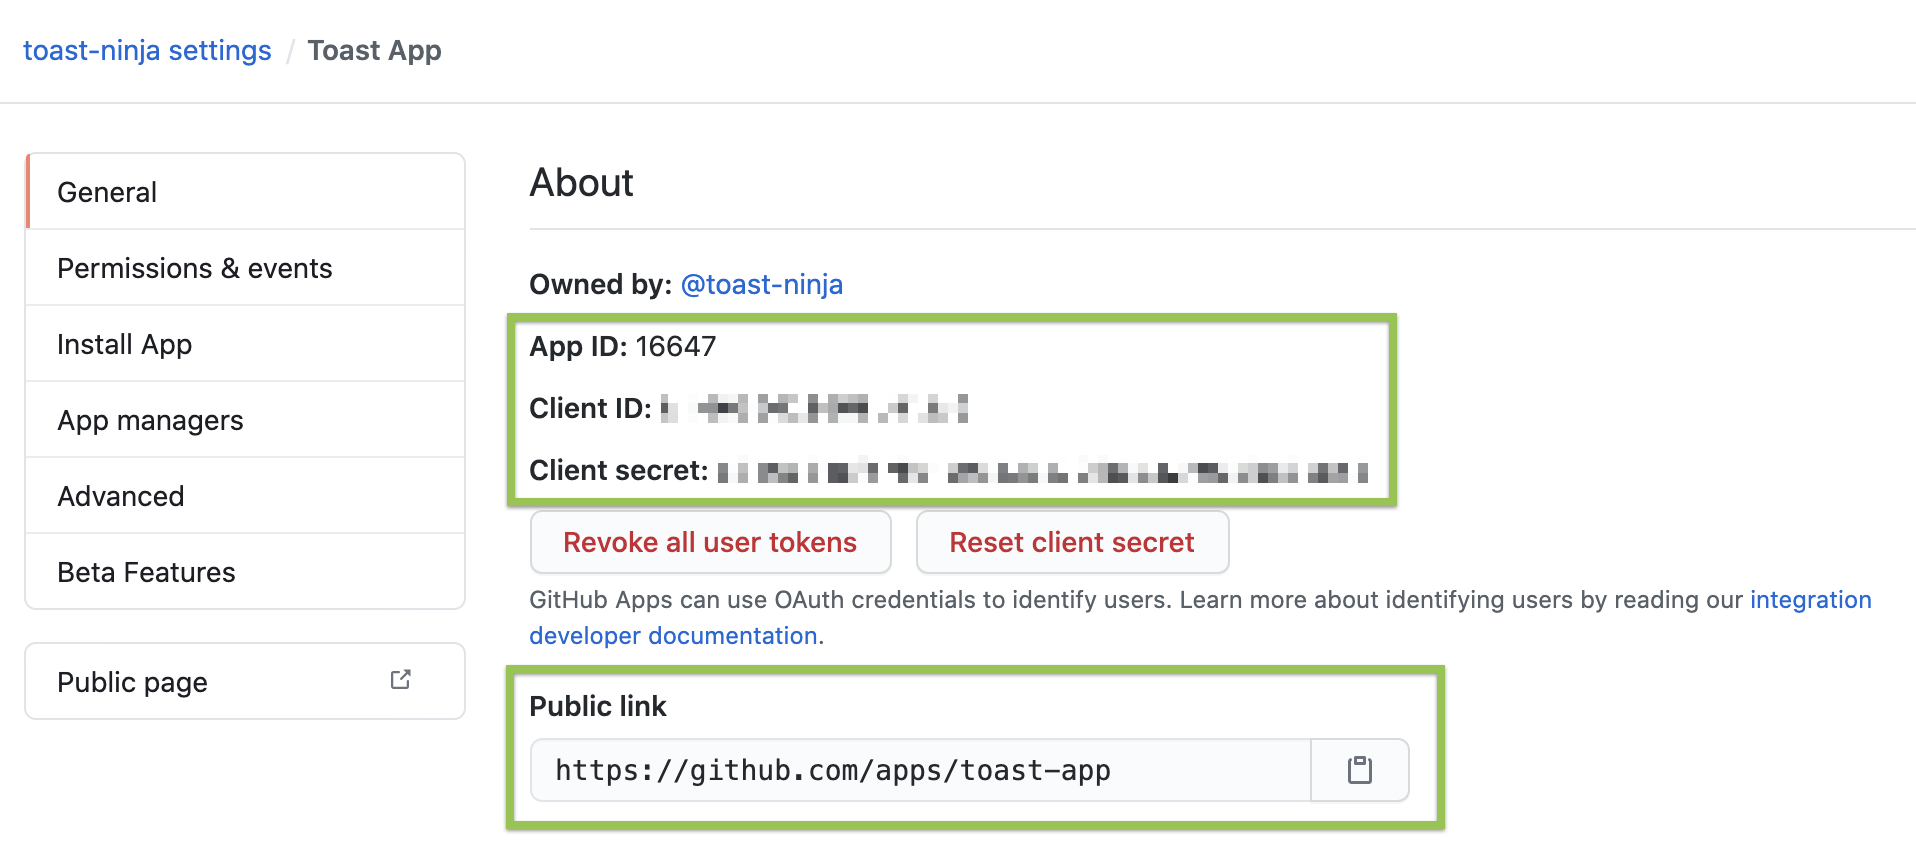 toast-ninja settings / Toast App
General
Permissions & events
Install App
App managers
Advanced
Beta Features
Public page
About
Owned by: @toast-ninja
App ID: 16647
Client ID:
Client secret:
Revoke all user tokens
Reset client secret
GitHub Apps can use OAuth credentials to identify users. Learn more about identifying users by reading our integration
developer documentation.
Public link
https://github.com/apps/toast-app